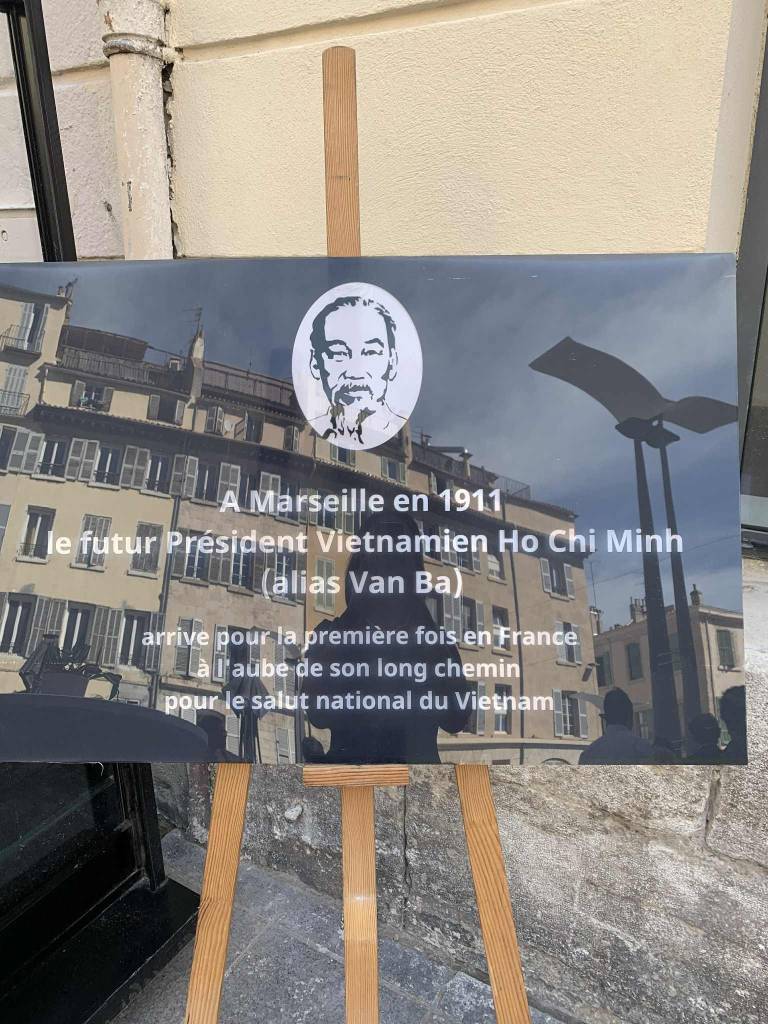 A Marseille en 1911
le futur Président Vietnamien Ho Chi Minh
(alias Van Ba)
arrive pour la première fois en France
à l'aube de son long chemin
pour le salut national du Vietnam